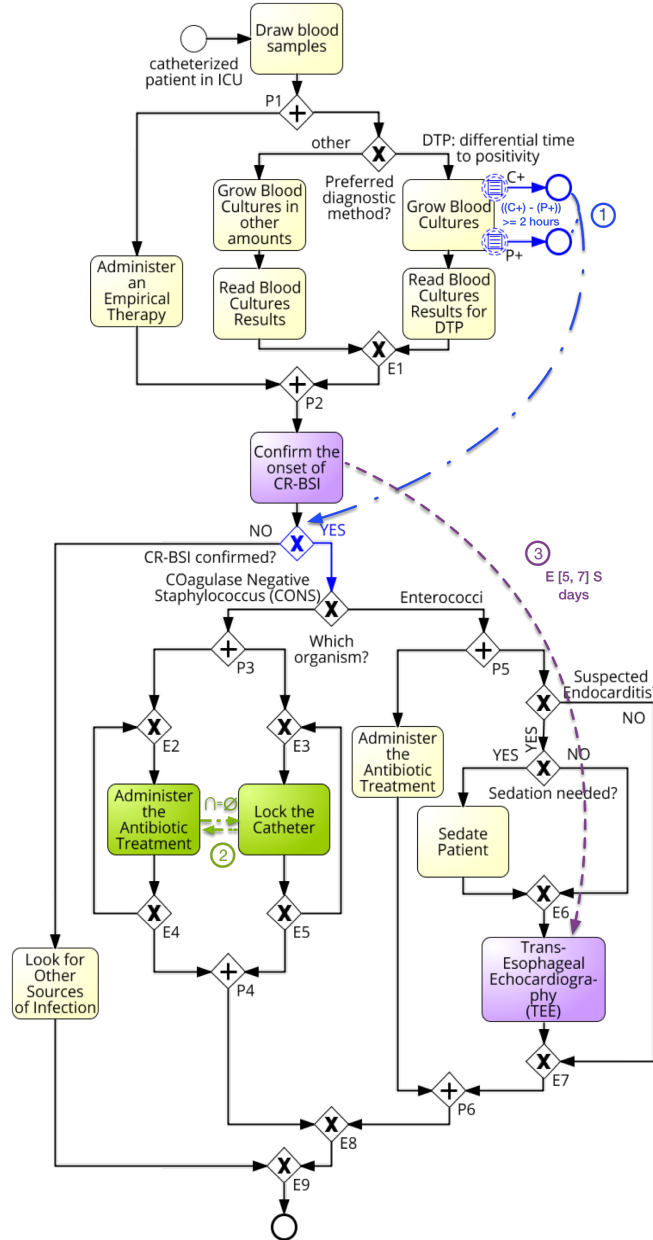 Draw blood
samples
catheterized
patient in ICU
P1
other
DTP: differential time
to positivity
Preferred
diagnostic
method?
Grow Blood
Cultures in
other
amounts
Grow Blood
Cultures
C+
((C+) - (P+))
>= 2 hours
P+
1
Administer
an
Empirical
Therapy
Read Blood
Cultures
Results
Read Blood
Cultures
Results for
DTP
E1
P2
Confirm the
onset of
CR-BSI
NO
YES
CR-BSI confirmed?
3
E [5, 7] S
days
COagulase Negative
Staphylococcus (CONS)
Enterococci
Which
organism?
P3
P5
Suspected
Endocarditis?
NO
YES
E2
E3
Administer
the
Antibiotic
Treatment
YES
NO
Sedation needed?
Administer
the
Antibiotic
Treatment
∩=Ø
2
Lock the
Catheter
Sedate
Patient
E4
E5
E6
Look for
Other
Sources
of Infection
P4
Trans-
Esophageal
Echocardiogra-
phy
(TEE)
E7
P6
E8
E9